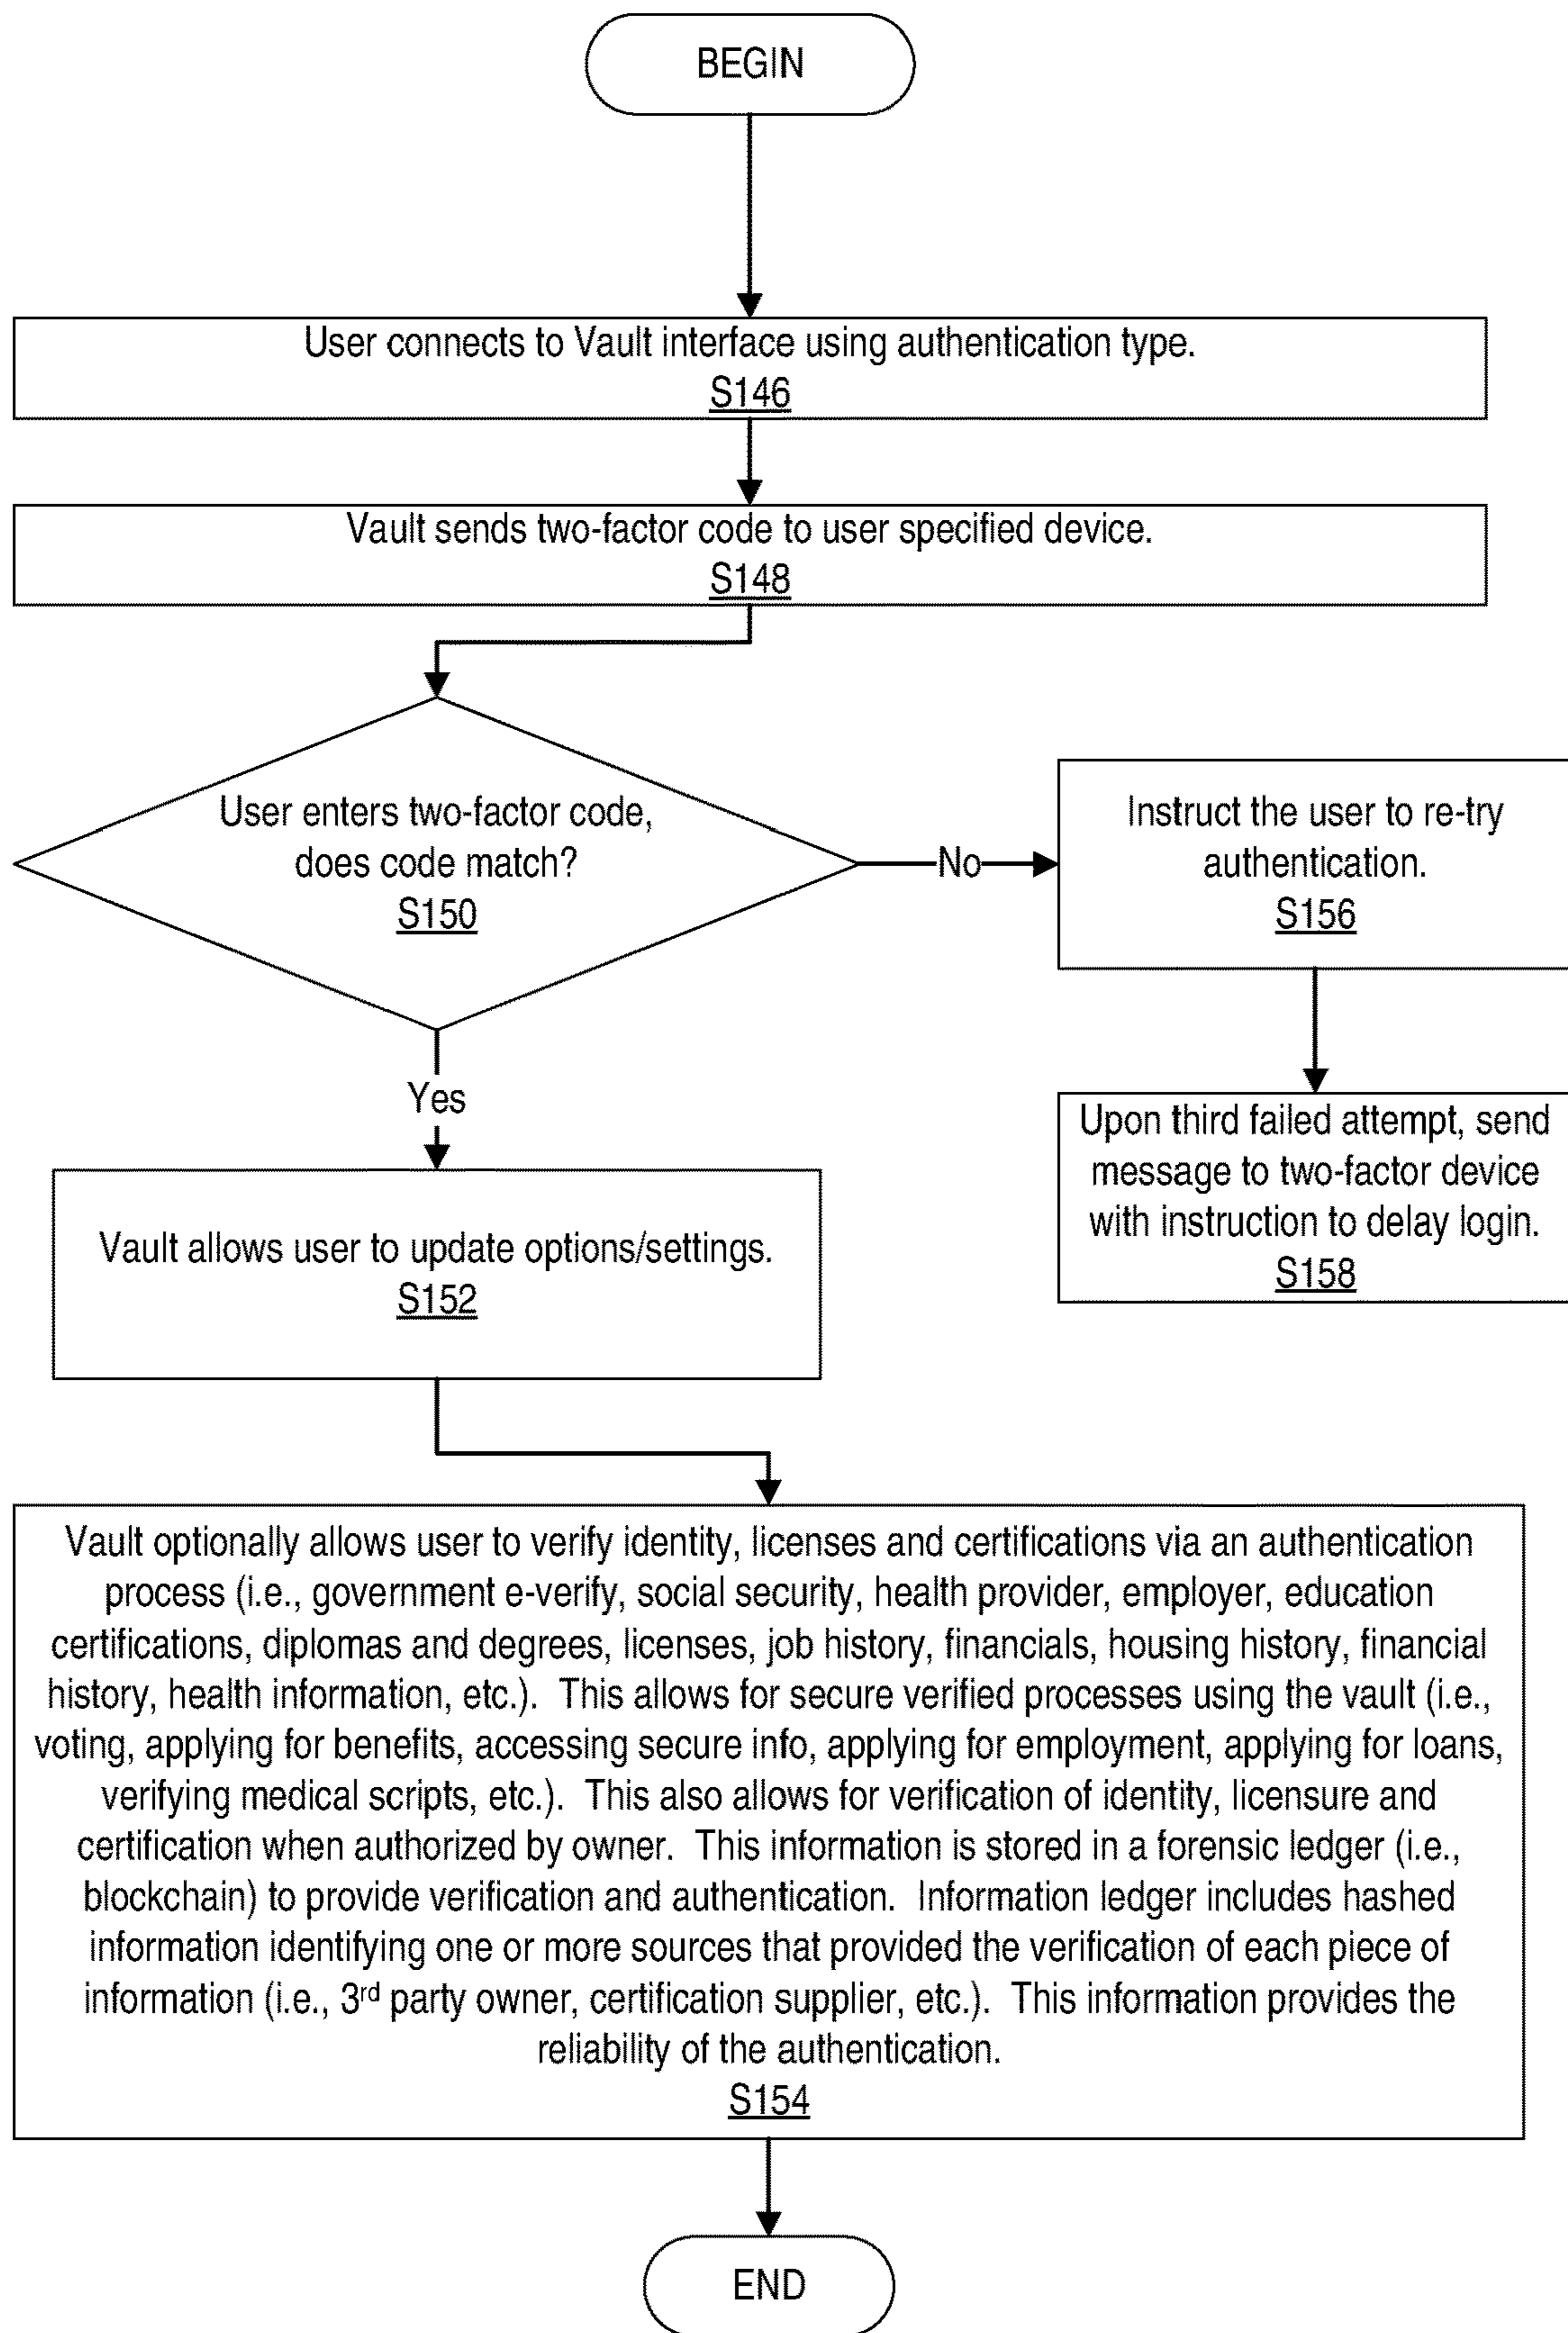 BEGIN
User connects to Vault interface using authentication type.
S146
Vault sends two-factor code to user specified device.
S148
User enters two-factor code,
does code match?
S150
No
Instruct the user to re-try
authentication.
S156
Yes
Upon third failed attempt, send
message to two-factor device
with instruction to delay login.
S158
Vault allows user to update options/settings.
S152
Vault optionally allows user to verify identity, licenses and certifications via an authentication
process (i.e., government e-verify, social security, health provider, employer, education
certifications, diplomas and degrees, licenses, job history, financials, housing history, financial
history, health information, etc.).  This allows for secure verified processes using the vault (i.e.,
voting, applying for benefits, accessing secure info, applying for employment, applying for loans,
verifying medical scripts, etc.).  This also allows for verification of identity, licensure and
certification when authorized by owner.  This information is stored in a forensic ledger (i.e.,
blockchain) to provide verification and authentication.  Information ledger includes hashed
information identifying one or more sources that provided the verification of each piece of
information (i.e., 3rd party owner, certification supplier, etc.).  This information provides the
reliability of the authentication.
S154
END